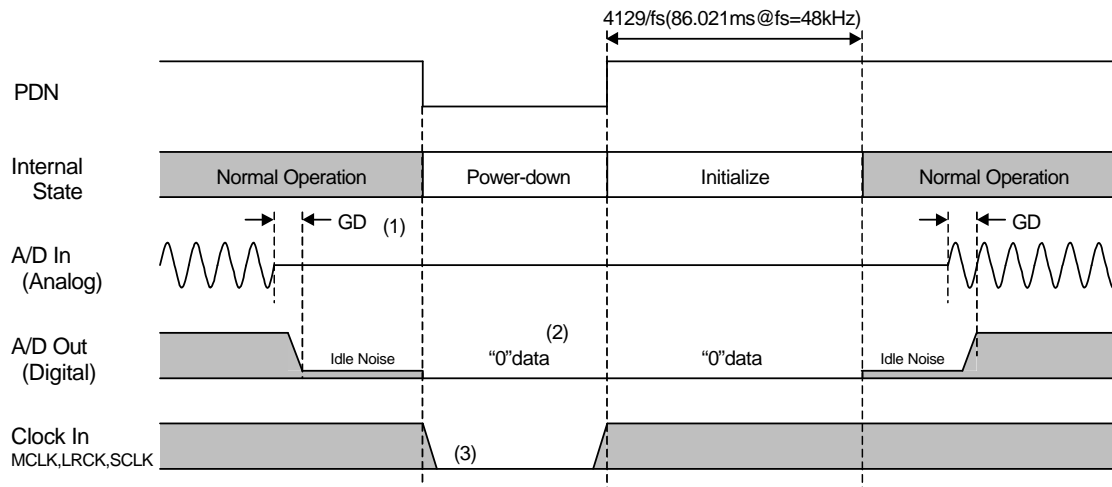 4129/fs(86.021ms@fs=48kHz)
PDN
Internal
State
Normal Operation
Power-down
Initialize
Normal Operation
GD
(1)
GD
A/D In
(Analog)
A/D Out
(Digital)
Idle Noise
(2)
“0”data
“0”data
Idle Noise
Clock In
MCLK,LRCK,SCLK
(3)